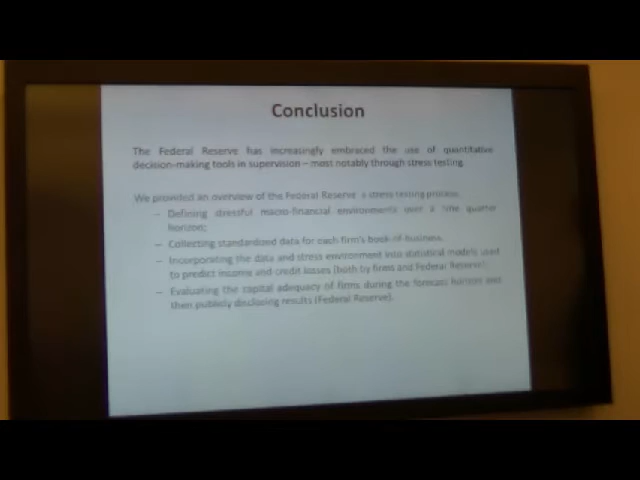 Conclusion
The Federal Reserve has increasingly embraced the use of quantitative
decision-making tools in supervision – most notably through stress testing.
We provided an overview of the Federal Reserve's stress testing process.
– Defining stressful macro-financial environments over a nine quarter
horizon;
– Collecting standardized data for each firm's book-of-business.
– Incorporating the data and stress environment into statistical models used
to predict income and credit losses (both by firms and Federal Reserve).
– Evaluating the capital adequacy of firms during the forecast horizon and
then publicly disclosing results (Federal Reserve).